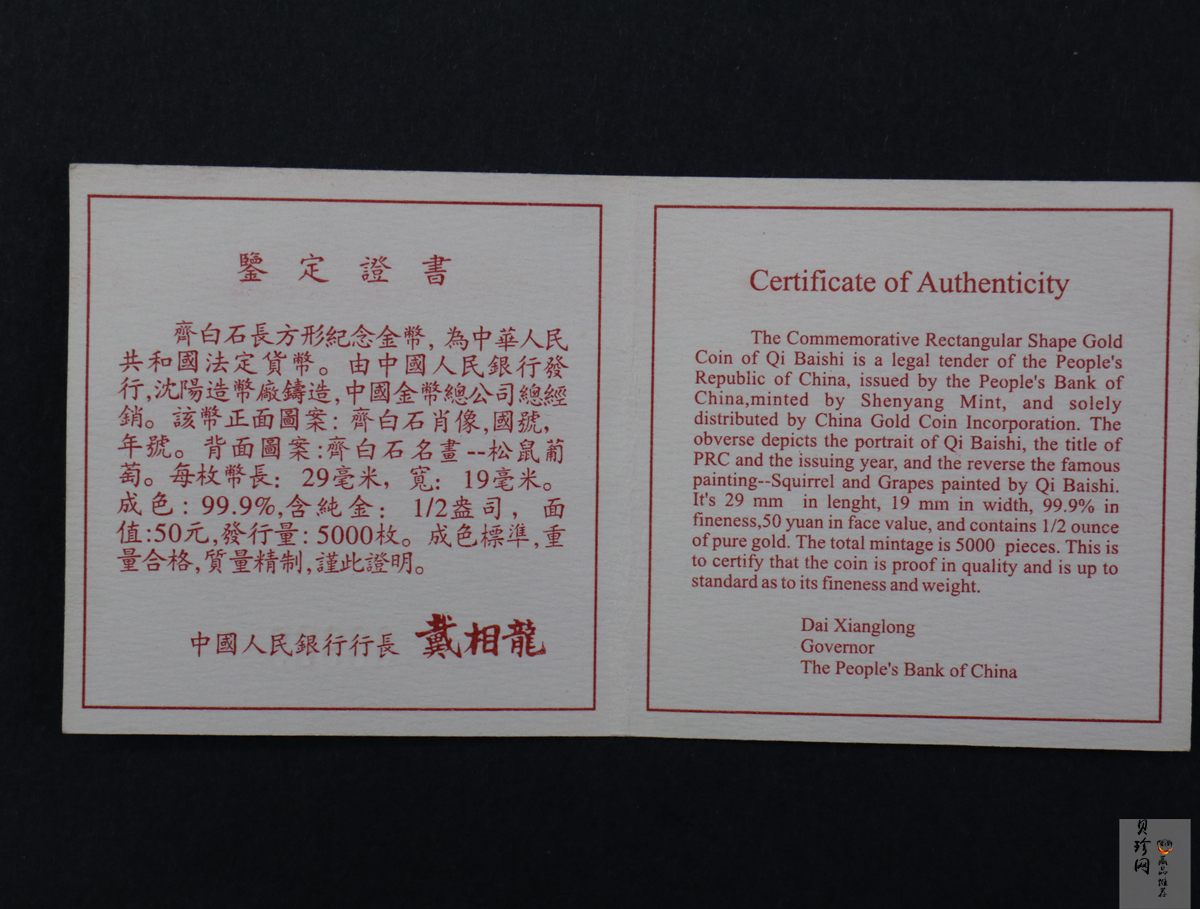 鑒定證書
齊白石長方形紀念金幣，為中華人民
共和國法定貨幣。由中國人民銀行發
行,沈陽造幣廠鑄造,中國金幣總公司總經
銷。該幣正面圖案：齊白石肖像,國號，
年號。背面圖案:齊白石名畫--松鼠葡
萄。每枚幣長：29毫米，寬：19毫米。
成色：99.9%,含純金：1/2盎司，面
值:50元,發行量：5000枚。成色標準,重
量合格,質量精制,謹此證明。
中國人民銀行行長 戴相龍
Certificate of Authenticity
The Commemorative Rectangular Shape Gold
Coin of Qi Baishi is a legal tender of the People's
Republic of China, issued by the People's Bank of
China,minted by Shenyang Mint, and solely
distributed by China Gold Coin Incorporation. The
obverse depicts the portrait of Qi Baishi, the title of
PRC and the issuing year, and the reverse the famous
painting--Squirrel and Grapes painted by Qi Baishi.
It's 29 mm in lenght, 19 mm in width, 99.9% in
fineness,50 yuan in face value, and contains 1/2 ounce
of pure gold. The total mintage is 5000 pieces. This is
to certify that the coin is proof in quality and is up to
standard as to its fineness and weight.
Dai Xianglong
Governor
The People's Bank of China
贝珍网
藏品推荐